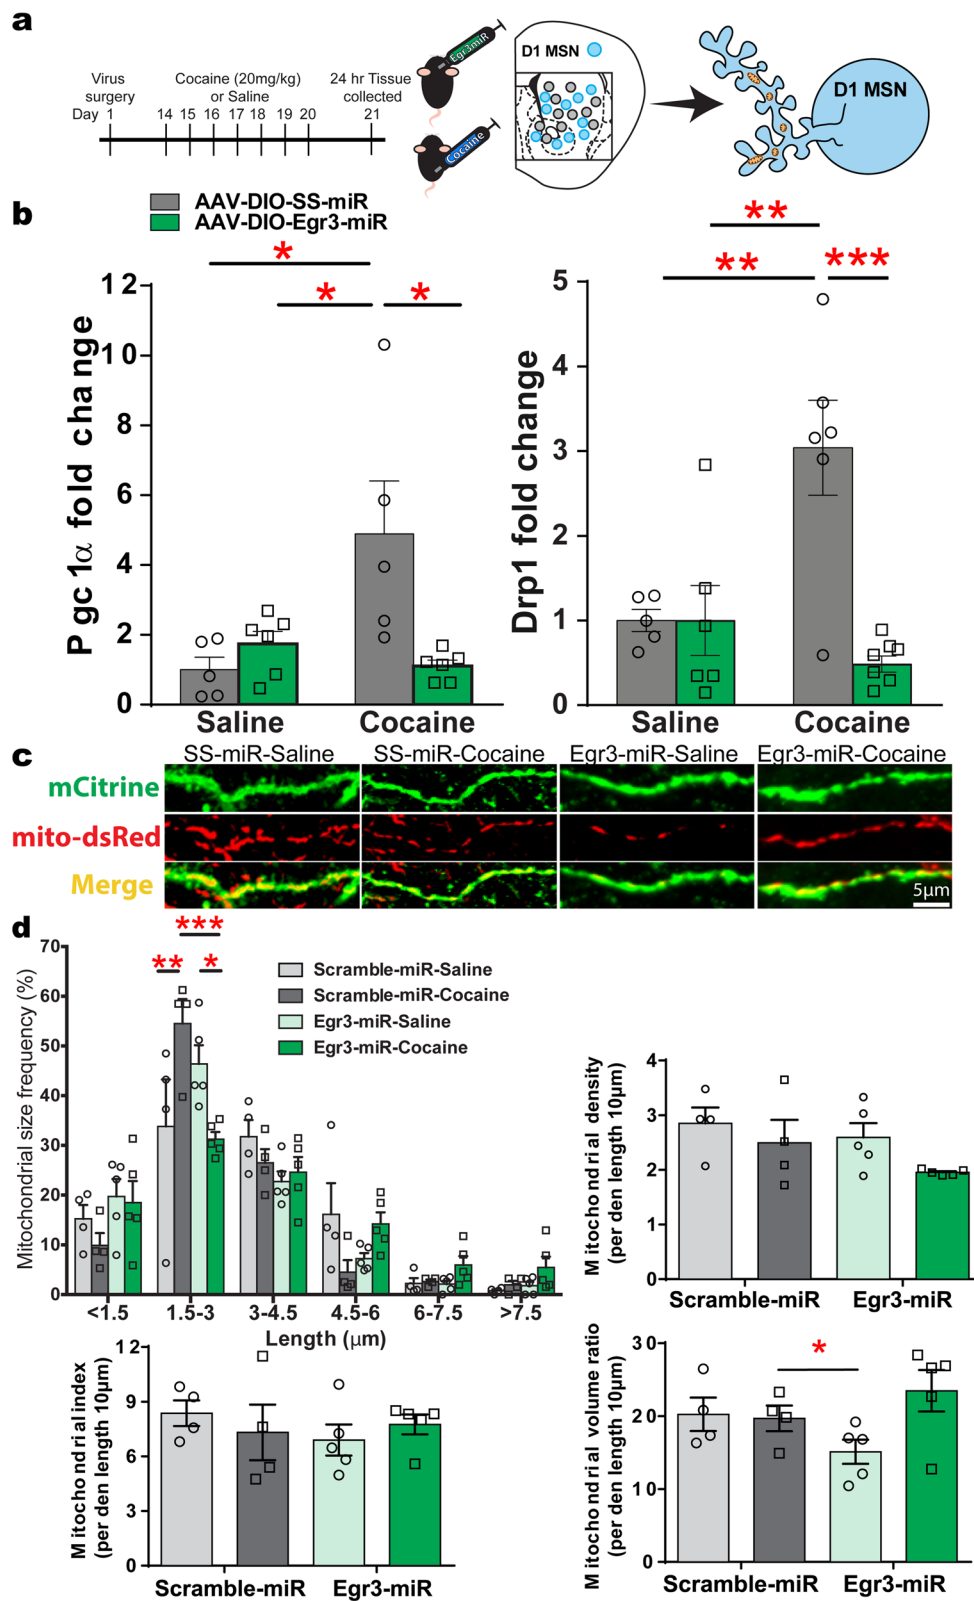 a
Virus
surgery
Cocaine (20mg/kg)
or Saline
24 hr Tissue
collected
Day 1 14 15 16 17 18 19 20 21
Egr3miR
Cocaine
D1 MSN
D1 MSN
b
AAV-DIO-SS-miR
AAV-DIO-Egr3-miR
*
*
*
P gc 1α fold change
12
10
8
6
4
2
0
Saline
Cocaine
**
**
***
Drp1 fold change
5
4
3
2
1
0
Saline
Cocaine
c
SS-miR-Saline
SS-miR-Cocaine
Egr3-miR-Saline
Egr3-miR-Cocaine
mCitrine
mito-dsRed
Merge
5μm
d
***
**
*
Mitochondrial size frequency (%)
70
60
50
40
30
20
10
0
Scramble-miR-Saline
Scramble-miR-Cocaine
Egr3-miR-Saline
Egr3-miR-Cocaine
<1.5
1.5-3
3-4.5
4.5-6
6-7.5
>7.5
Length (μm)
M itochondrial density
(per den length 10μm)
4
3
2
1
0
Scramble-miR
Egr3-miR
M itochondrial index
(per den length 10μm)
12
9
6
3
0
Scramble-miR
Egr3-miR
M itochondrial volume ratio
(per den length 10μm)
30
20
10
0
*
Scramble-miR
Egr3-miR